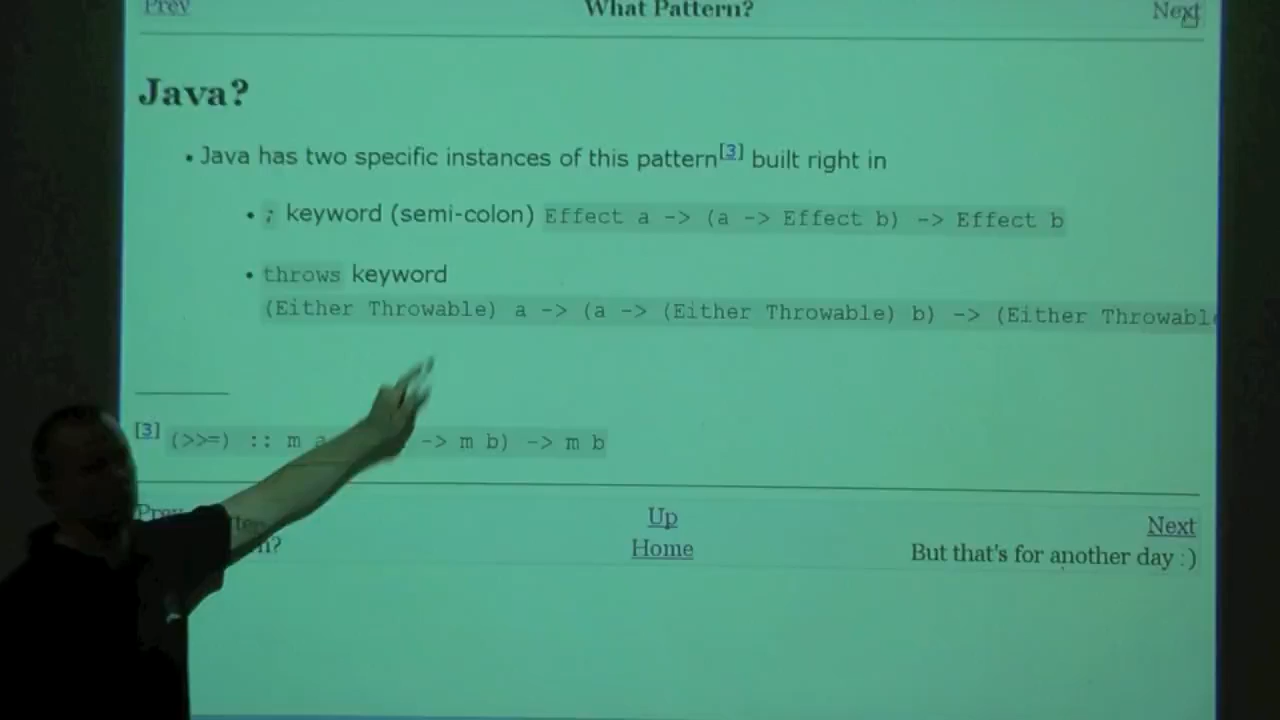 Prev What Pattern? Next
Java?
• Java has two specific instances of this pattern[3] built right in
• ; keyword (semi-colon) Effect a -> (a -> Effect b) -> Effect b
• throws keyword
(Either Throwable) a -> (a -> (Either Throwable) b) -> (Either Throwabl
[3] (>>=) :: m a -> m b) -> m b
Prev Up Next
Home But that's for another day :)